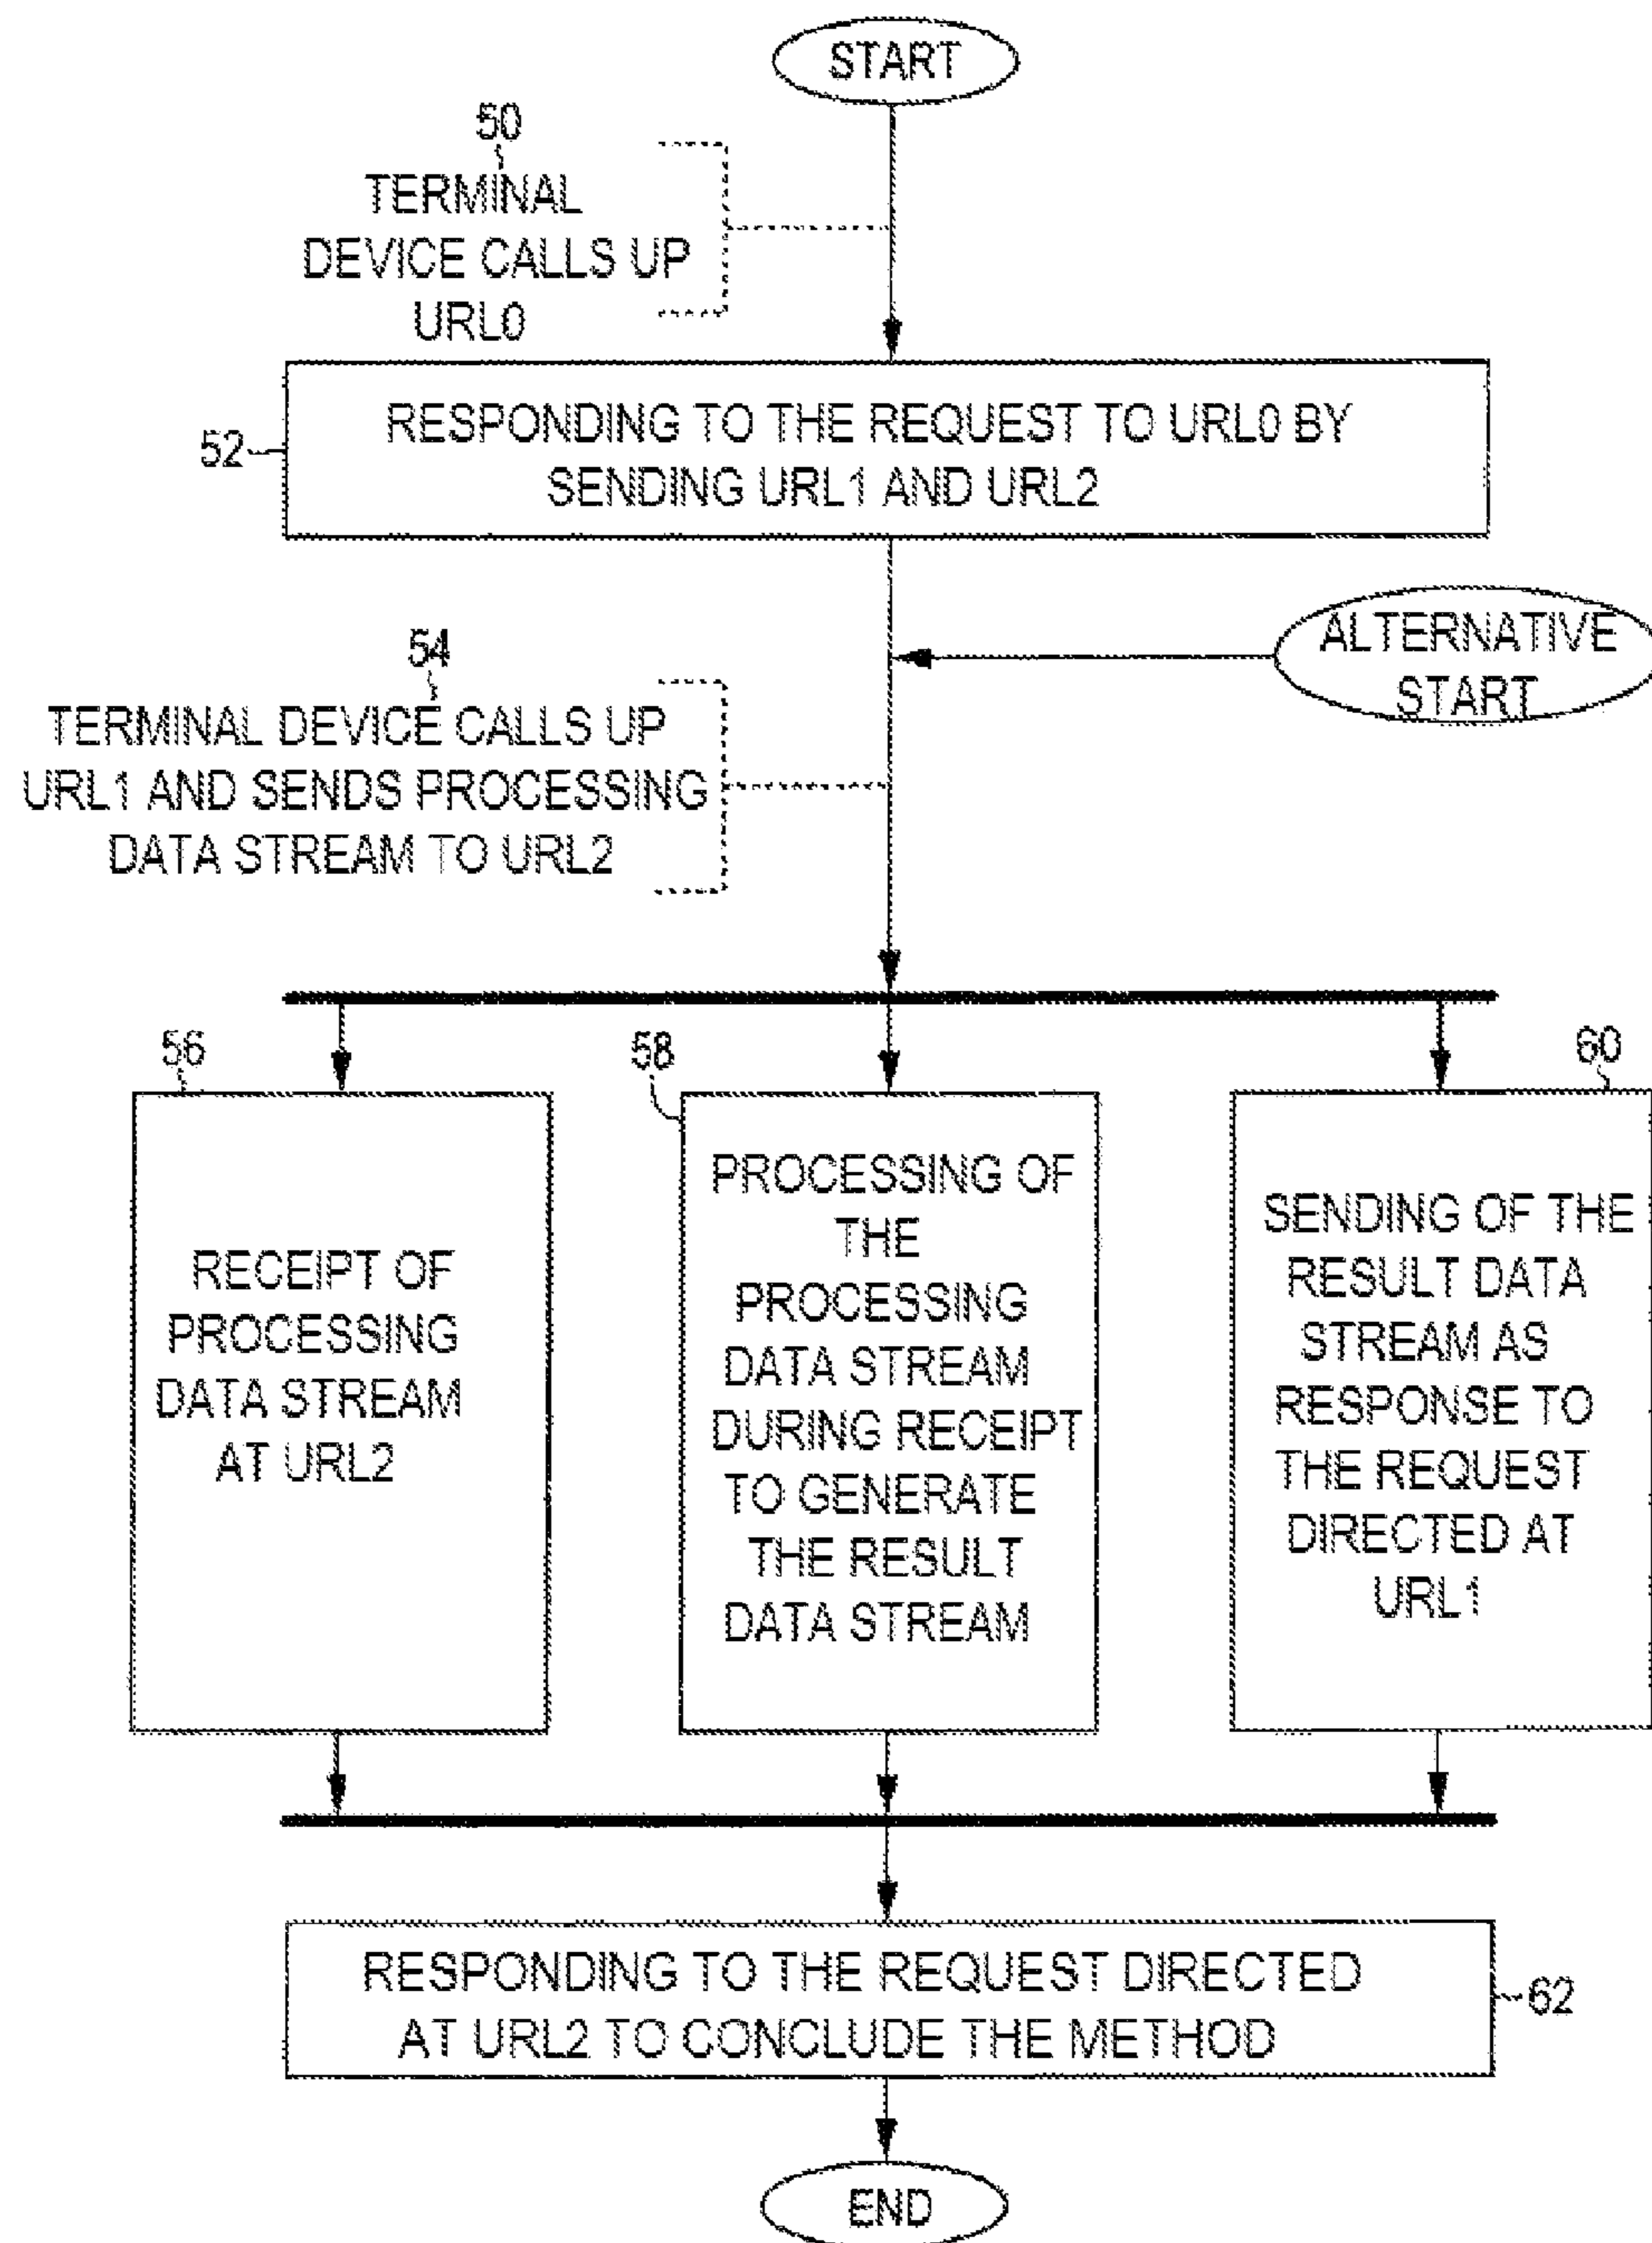 START
50
TERMINAL
DEVICE CALLS UP
URL0
52
RESPONDING TO THE REQUEST TO URL0 BY
SENDING URL1 AND URL2
ALTERNATIVE
START
54
TERMINAL DEVICE CALLS UP
URL1 AND SENDS PROCESSING
DATA STREAM TO URL2
56
RECEIPT OF
PROCESSING
DATA STREAM
AT URL2
58
PROCESSING OF
THE
PROCESSING
DATA STREAM
DURING RECEIPT
TO GENERATE
THE RESULT
DATA STREAM
60
SENDING OF THE
RESULT DATA
STREAM AS
RESPONSE TO
THE REQUEST
DIRECTED AT
URL1
RESPONDING TO THE REQUEST DIRECTED
AT URL2 TO CONCLUDE THE METHOD
62
END